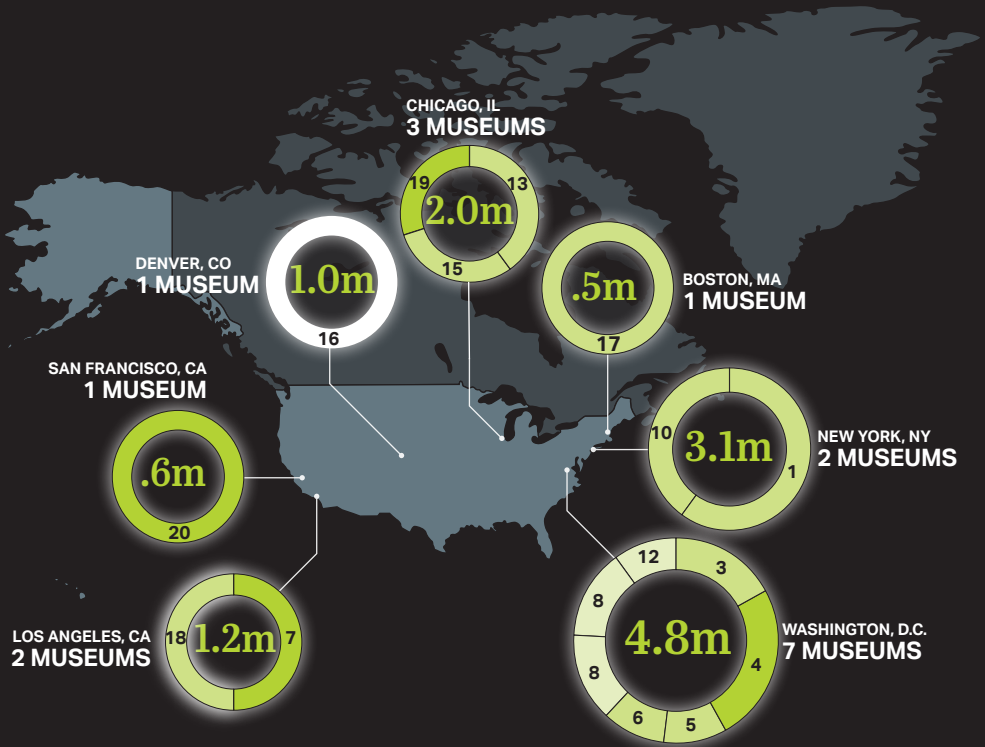 CHICAGO, IL
3 MUSEUMS
19
13
2.0m
15
DENVER, CO
1 MUSEUM
1.0m
16
.5m
17
BOSTON, MA
1 MUSEUM
SAN FRANCISCO, CA
1 MUSEUM
.6m
20
10
3.1m
1
NEW YORK, NY
2 MUSEUMS
LOS ANGELES, CA
2 MUSEUMS
18
1.2m
7
12
3
8
4.8m
4
8
6
5
WASHINGTON, D.C.
7 MUSEUMS